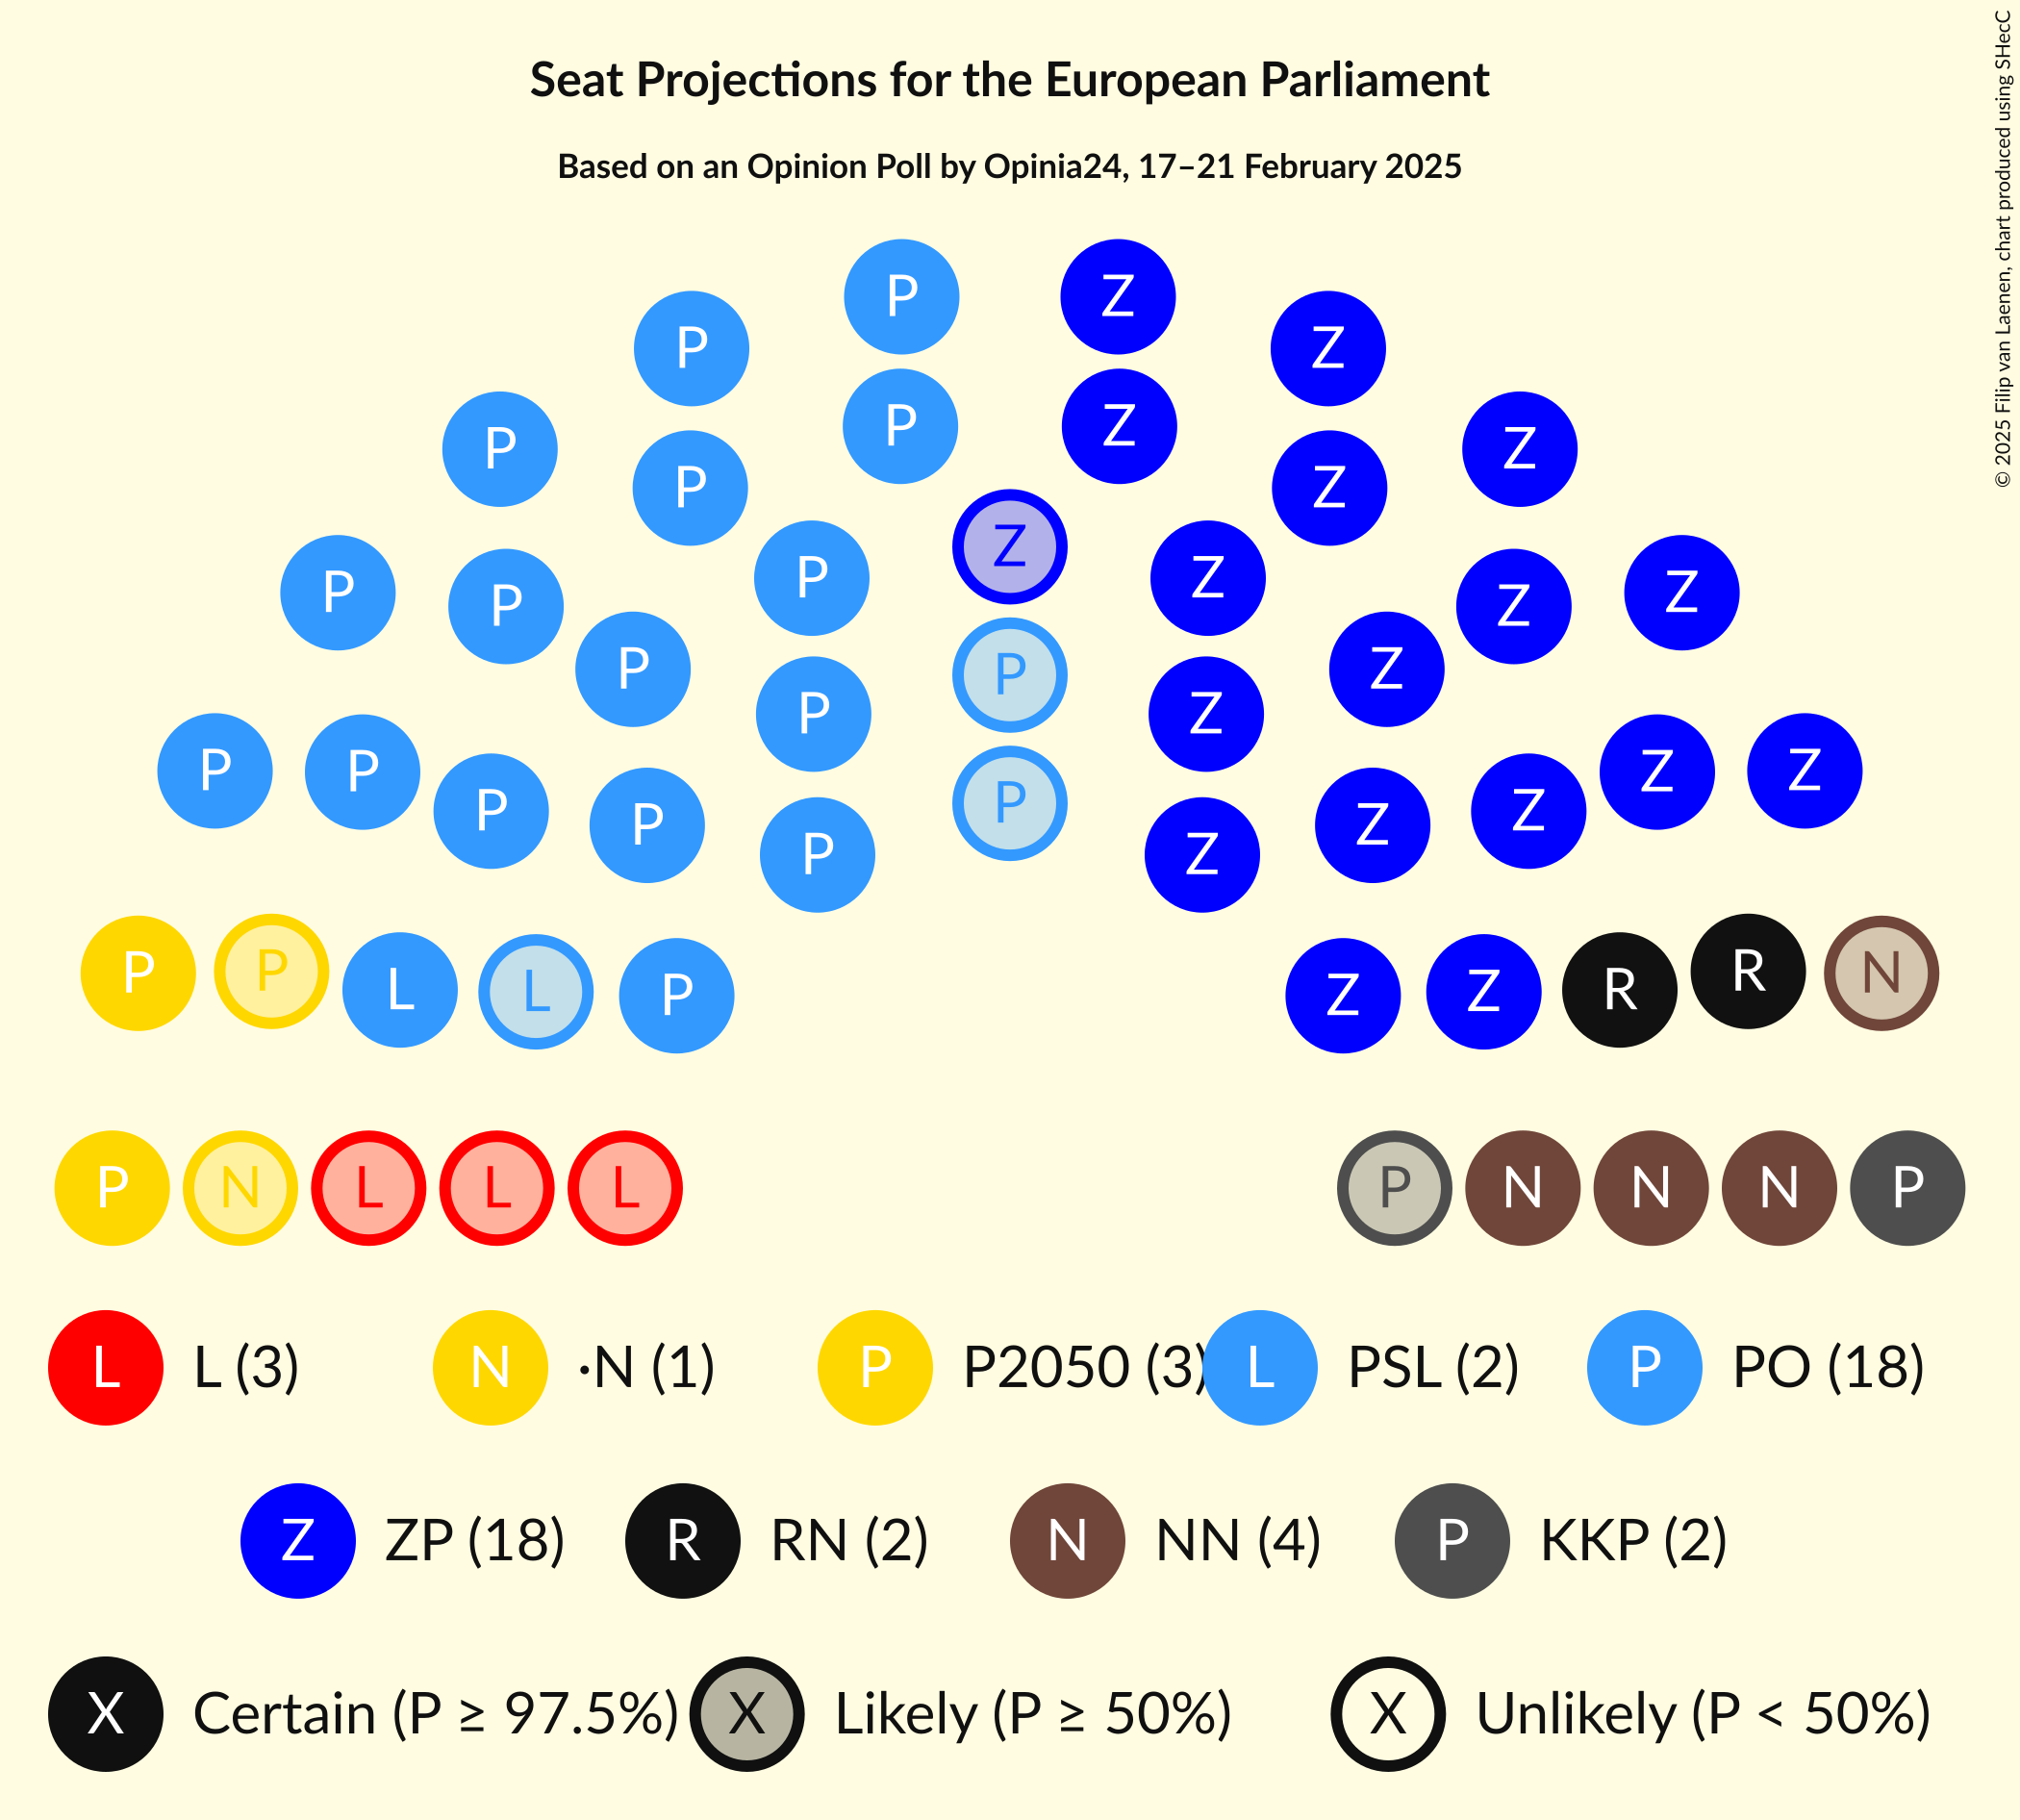 Seat Projections for the European Parliament
Based on an Opinion Poll by Opinia24, 17–21 February 2025
© 2025 Filip van Laenen, chart produced using SHecC
P Z
P Z
P Z
P Z
P Z
P Z
Z
P Z
P Z
P Z
P Z
P
P Z
P Z
P P Z Z
P P Z Z
P
P Z
P P L L P Z Z R R N
P N L L L P N N N P
L L (3) N ·N (1) P P2050 (3) L PSL (2) P PO (18)
Z ZP (18) R RN (2) N NN (4) P KKP (2)
X Certain (P ≥ 97.5%) X Likely (P ≥ 50%) X Unlikely (P < 50%)